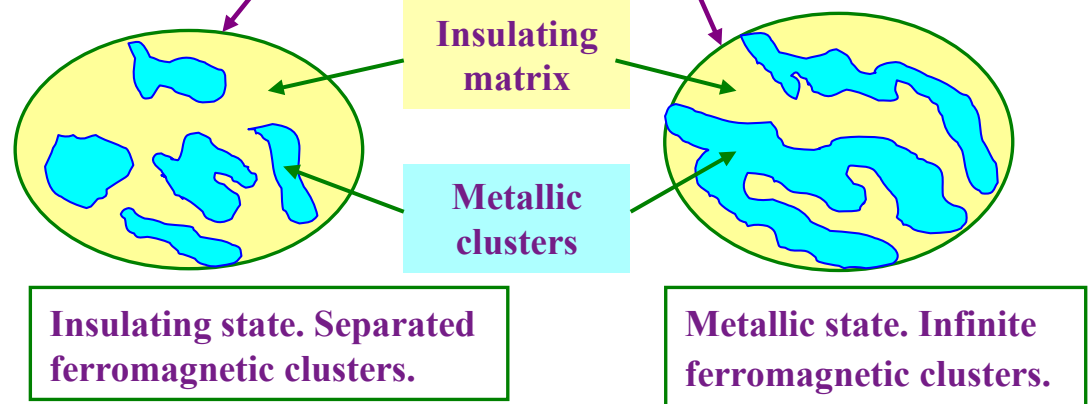 Insulating
matrix
Metallic
clusters
Insulating state. Separated
ferromagnetic clusters.
Metallic state. Infinite
ferromagnetic clusters.